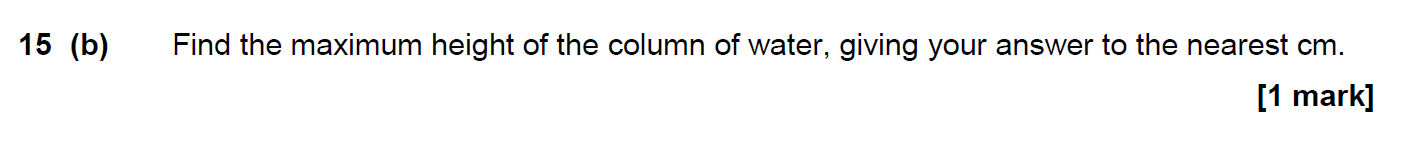 15 (b) Find the maximum height of the column of water, giving your answer to the nearest cm.
[1 mark]